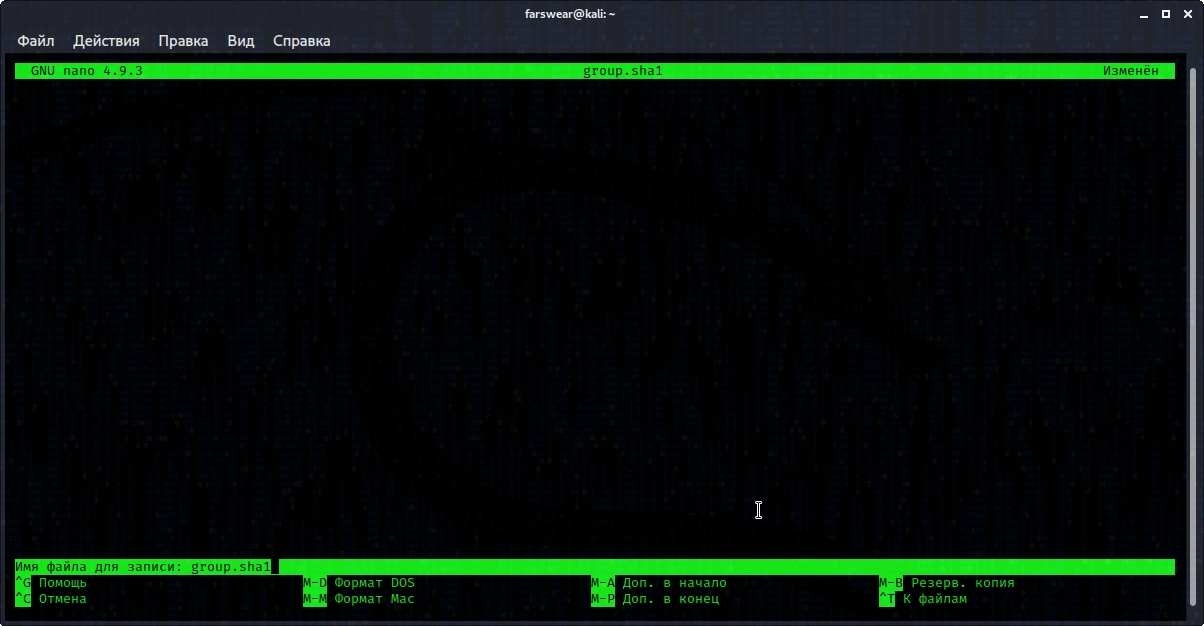 farswear@kali: ~
Файл Действия Правка Вид Справка
GNU nano 4.9.3 group.sha1 Изменён
Имя файла для записи: group.sha1
^G Помощь M-D Формат DOS M-A Доп. в начало M-B Резерв. копия
^C Отмена M-M Формат Mac M-P Доп. в конец ^T К файлам